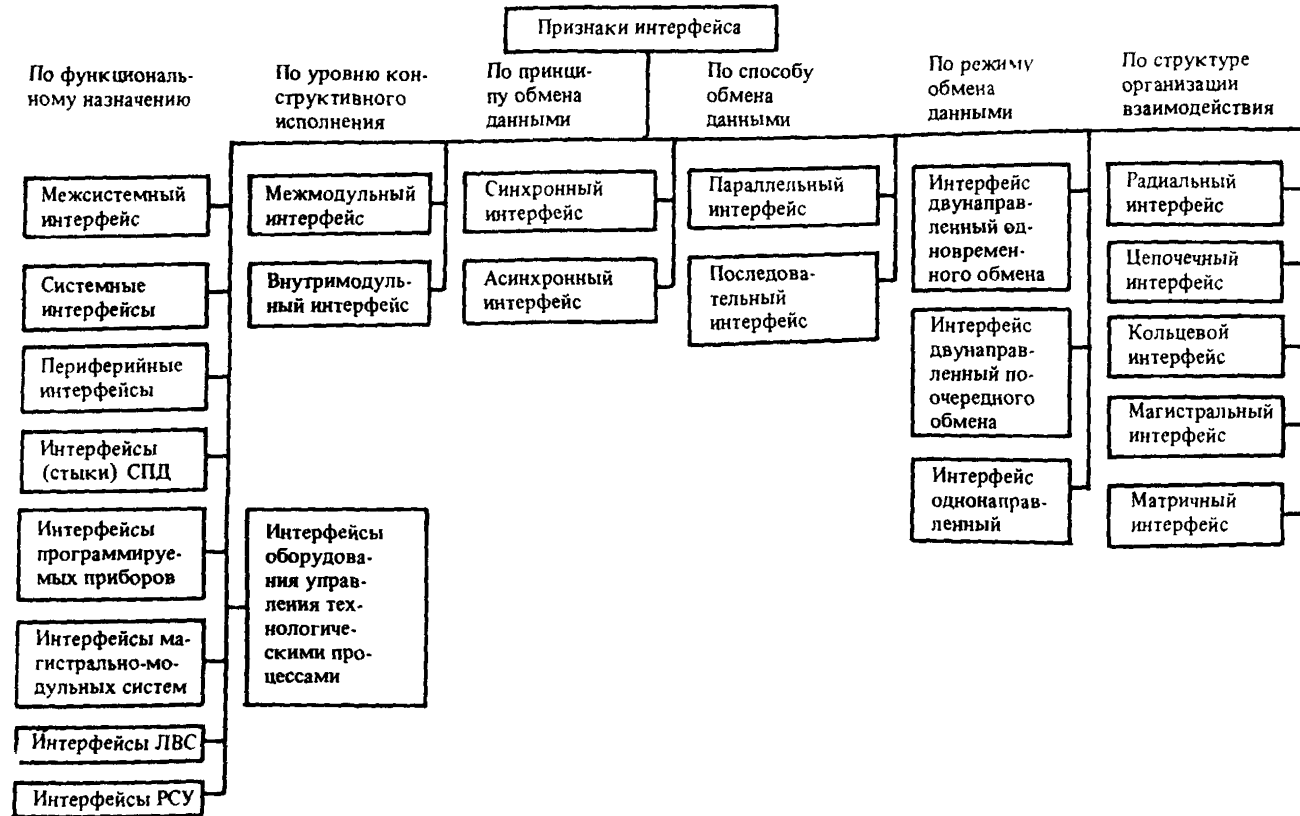 Признаки интерфейса
По функциональ-
ному назначению
По уровню кон-
структивного
исполнения
По принци-
пу обмена
данными
По способу
обмена
данными
По режиму
обмена
данными
По структуре
организации
взаимодействия
Межсистемный
интерфейс
Системные
интерфейсы
Периферийные
интерфейсы
Интерфейсы
(стыки) СПД
Интерфейсы
программируе-
мых приборов
Интерфейсы ма-
гистрально-мо-
дульных систем
Интерфейсы ЛВС
Интерфейсы РСУ
Интерфейсы
оборудова-
ния управ-
ления тех-
нологиче-
скими про-
цессами
Межмодульный
интерфейс
Внутримодуль-
ный интерфейс
Синхронный
интерфейс
Асинхронный
интерфейс
Параллельный
интерфейс
Последова-
тельный
интерфейс
Интерфейс
двунаправ-
ленный од-
новремен-
ного обмена
Интерфейс
двунаправ-
ленный по-
очередного
обмена
Интерфейс
однонаправ-
ленный
Радиальный
интерфейс
Цепочечный
интерфейс
Кольцевой
интерфейс
Магистральный
интерфейс
Матричный
интерфейс